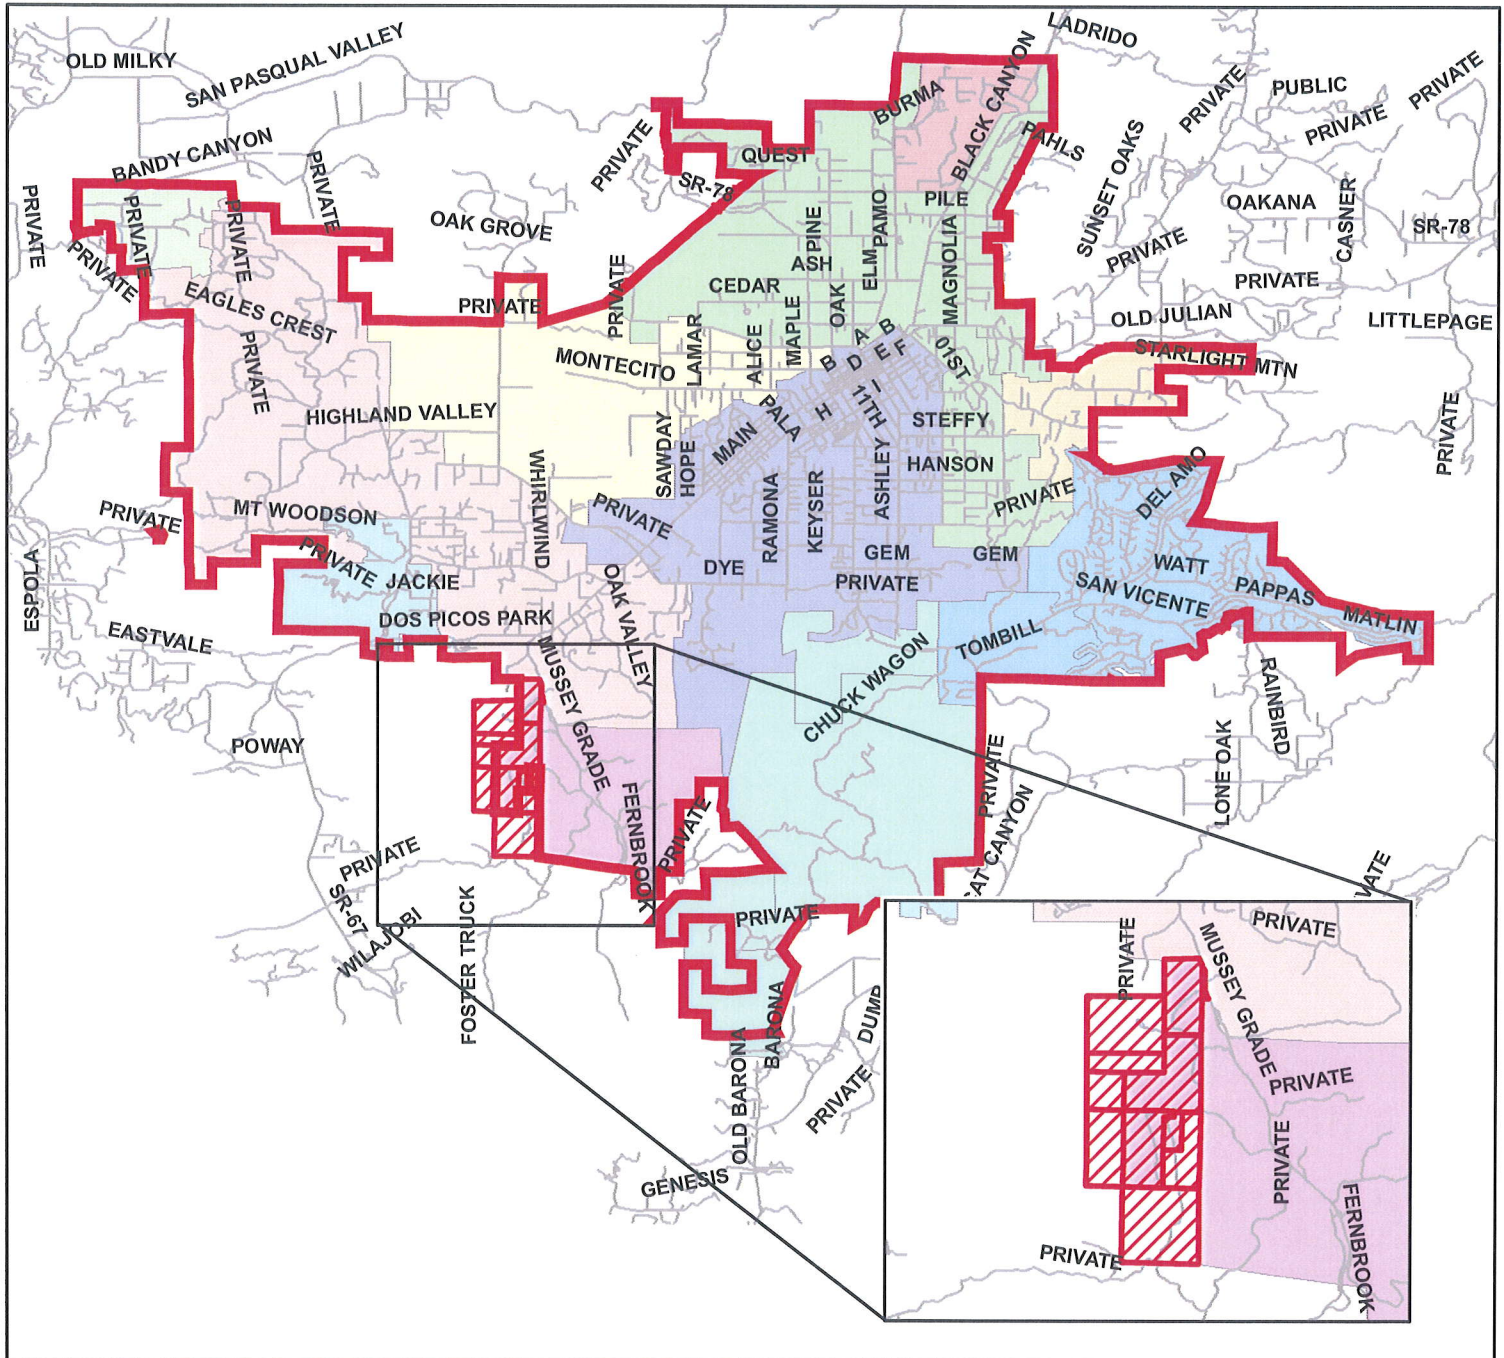 LADRIDO
OLD MILKY
SAN PASQUAL VALLEY
BLACK CANYON
PRIVATE
PUBLIC
PRIVATE
BURMA
PRIVATE
BANDY CANYON
PRIVATE
PRIVATE
QUEST
PAHLS
SUNSET OAKS
SR-78
PRIVATE
PRIVATE
PRIVATE
OAK GROVE
PINE
PAMO
PILE
OAKANA
CASNER
SR-78
PRIVATE
ASH
ELM
MAGNOLIA
PRIVATE
PRIVATE
EAGLES CREST
PRIVATE
PRIVATE
CEDAR
OAK
MAPLE
OLD JULIAN
LITTLEPAGE
PRIVATE
MONTECITO
LAMAR
ALICE
B
A
B
D
E
F
01ST
STARLIGHT MTN
HIGHLAND VALLEY
I
PALA
H
11TH
STEFFY
PRIVATE
MAIN
SAWDAY
HOPE
HANSON
WHIRLWIND
RAMONA
KEYSER
ASHLEY
DEL AMO
PRIVATE
MT WOODSON
PRIVATE
PRIVATE
PRIVATE
JACKIE
DYE
GEM
GEM
WATT
ESPOLA
PRIVATE
SAN VICENTE
PAPPAS
MATLIN
DOS PICOS PARK
OAK VALLEY
EASTVALE
TOMBILL
MUSSEY GRADE
CHUCK WAGON
RAINBIRD
POWAY
PRIVATE
LONE OAK
FERNBROOK
PRIVATE
PRIVATE
CAT CANYON
SR-67
WILAJOBI
FOSTER TRUCK
PRIVATE
VATE
PRIVATE
MUSSEY GRADE
PRIVATE
BARONA
DUMP
OLD BARONA
PRIVATE
PRIVATE
PRIVATE
GENESIS
PRIVATE
FERNBROOK